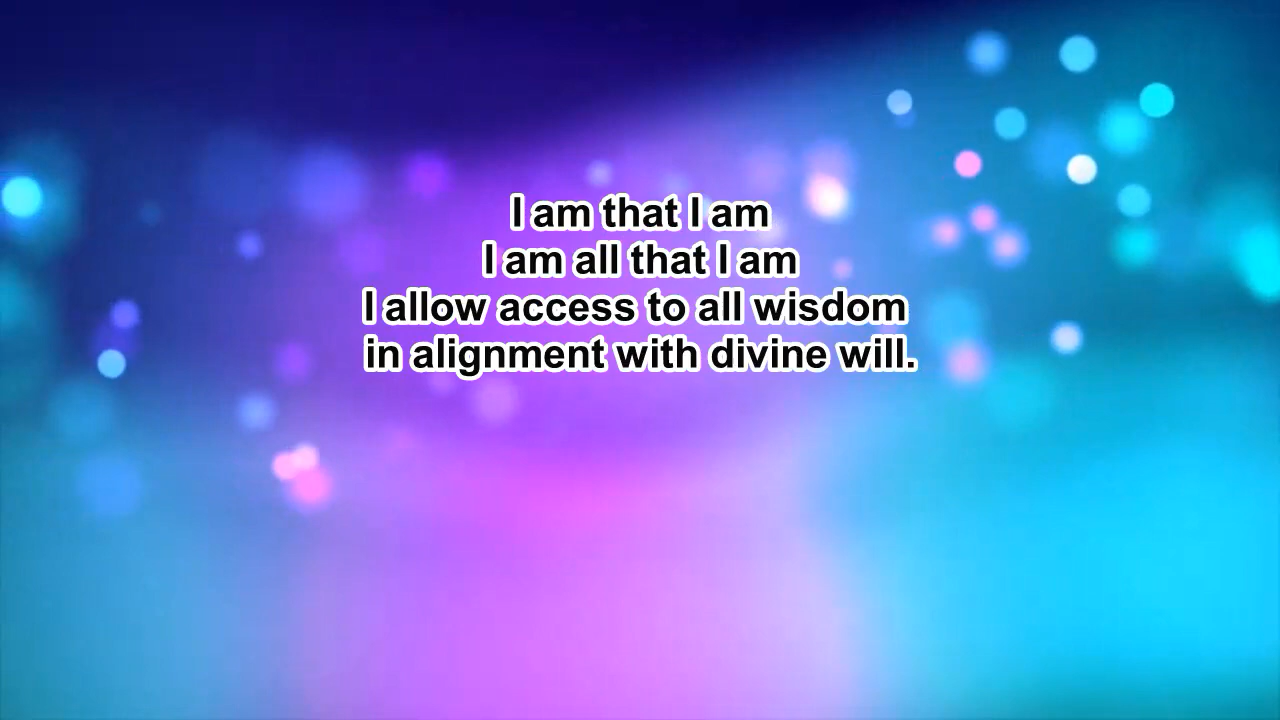 I am that I am
I am all that I am
I allow access to all wisdom
in alignment with divine will.